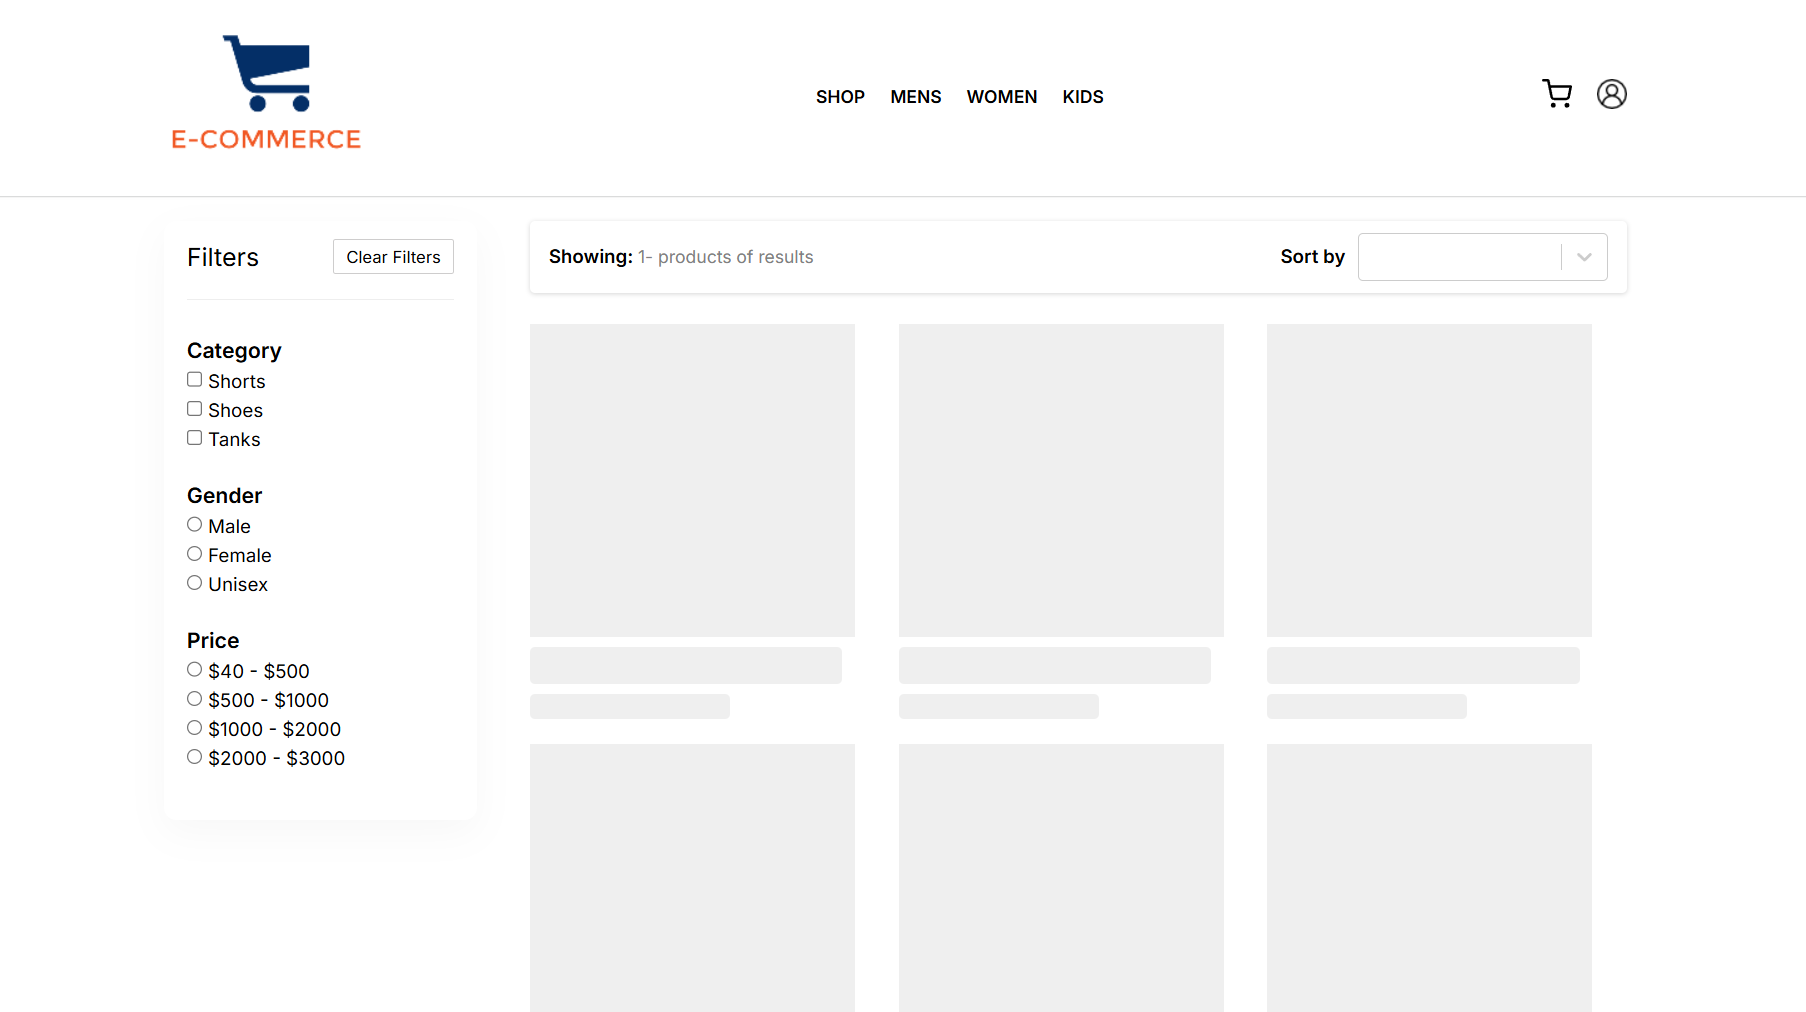 E-COMMERCE
SHOP MENS WOMEN KIDS
Filters
Clear Filters
Category
Shorts
Shoes
Tanks
Gender
Male
Female
Unisex
Price
$40 - $500
$500 - $1000
$1000 - $2000
$2000 - $3000
Showing: 1- products of results
Sort by